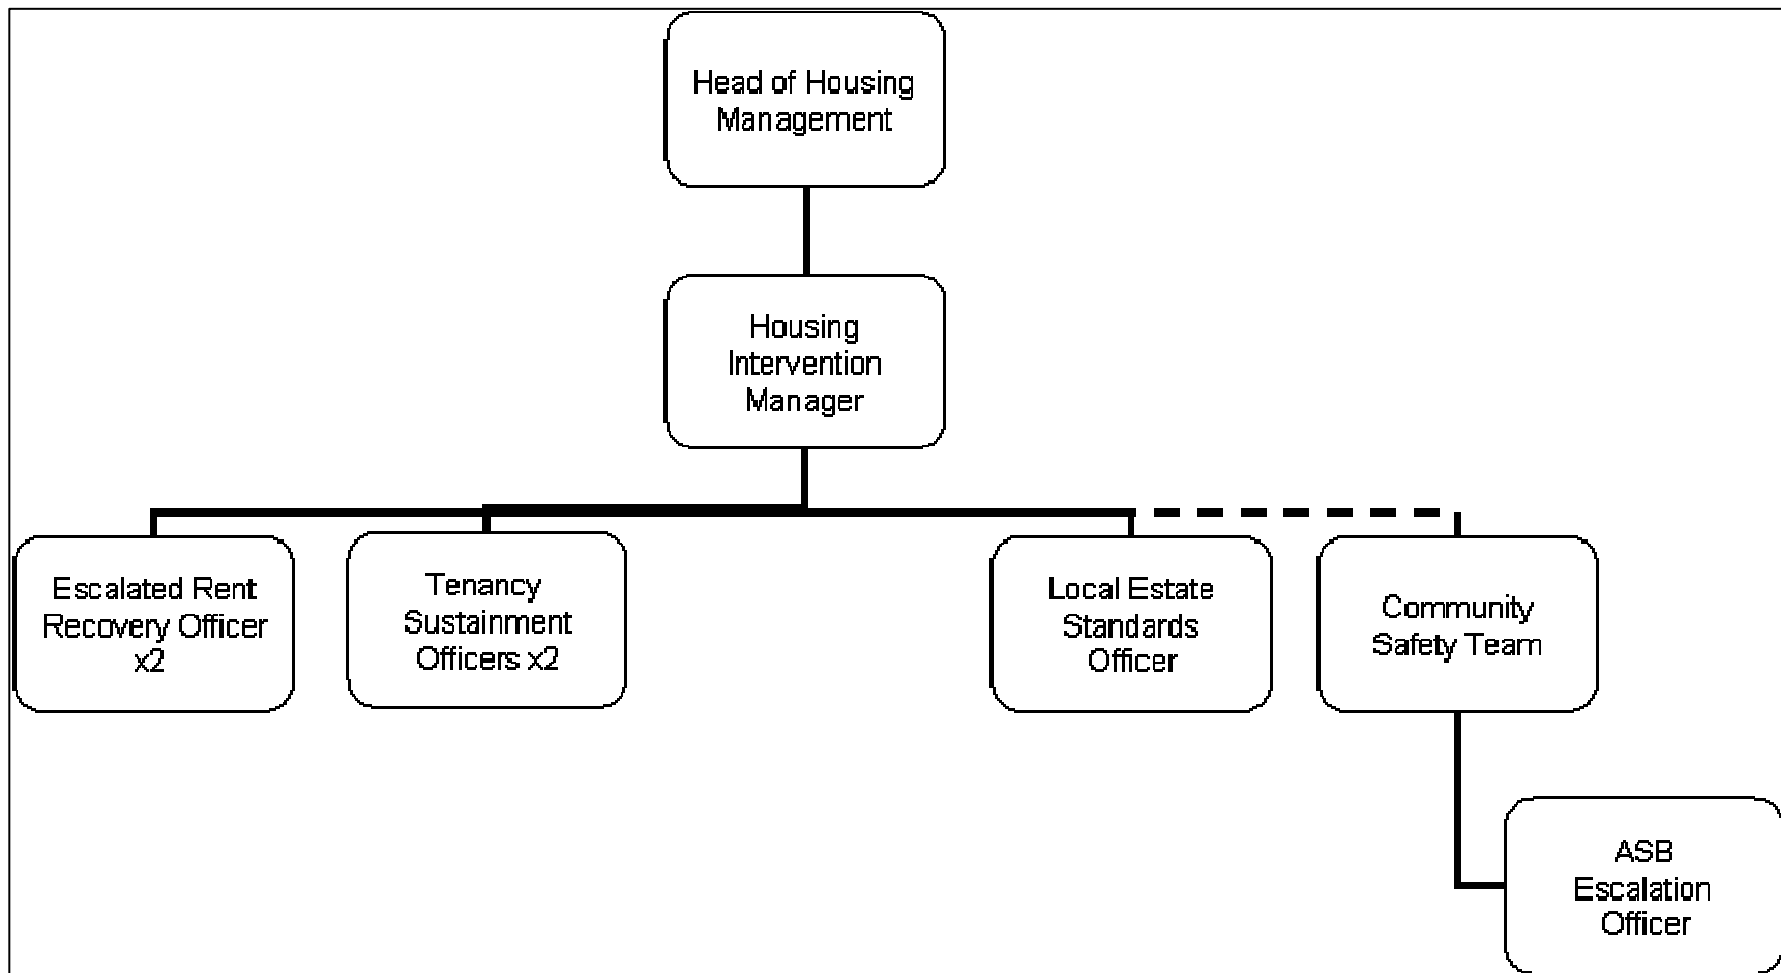 Head of Housing
Management
Housing
Intervention
Manager
Escalated Rent
Recovery Officer
x2
Tenancy
Sustainment
Officers x2
Local Estate
Standards
Officer
Community
Safety Team
ASB
Escalation
Officer